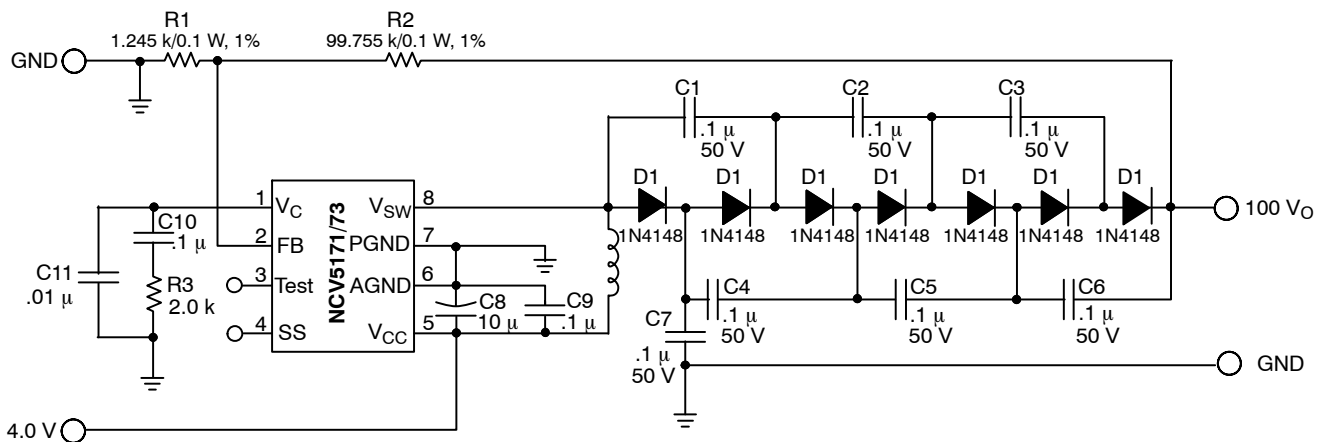 R1
1.245 k/0.1 W, 1%
R2
99.755 k/0.1 W, 1%
GND
C1
.1 μ
50 V
C2
.1 μ
50 V
C3
.1 μ
50 V
D1
1N4148
D1
1N4148
D1
1N4148
D1
1N4148
D1
1N4148
D1
1N4148
D1
1N4148
100 VO
1
VC
2
FB
3
Test
4
SS
NCV5171/73
VSW
8
PGND
7
AGND
6
VCC
5
C10
.1 μ
C11
.01 μ
R3
2.0 k
C8
10 μ
C9
.1 μ
C4
.1 μ
50 V
C5
.1 μ
50 V
C6
.1 μ
50 V
C7
.1 μ
50 V
GND
4.0 V